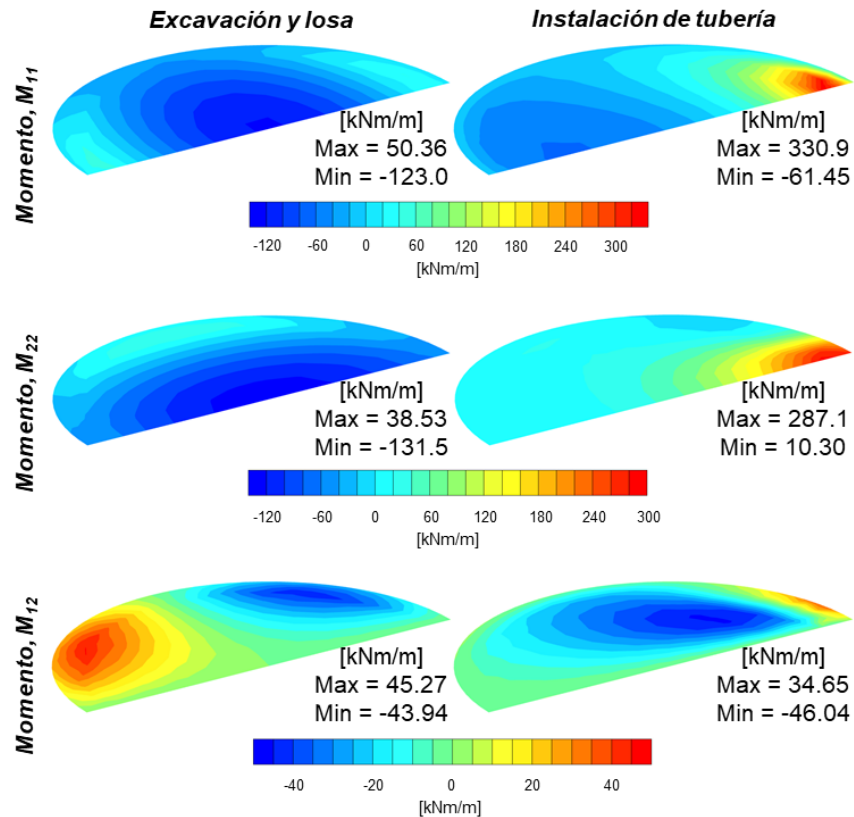 Excavación y losa
Instalación de tubería
Momento, M11
[kNm/m]
Max = 50.36
Min = -123.0
[kNm/m]
Max = 330.9
Min = -61.45
-120 -60 0 60 120 180 240 300
[kNm/m]
Momento, M22
[kNm/m]
Max = 38.53
Min = -131.5
[kNm/m]
Max = 287.1
Min = 10.30
-120 -60 0 60 120 180 240 300
[kNm/m]
Momento, M12
[kNm/m]
Max = 45.27
Min = -43.94
[kNm/m]
Max = 34.65
Min = -46.04
-40 -20 0 20 40
[kNm/m]